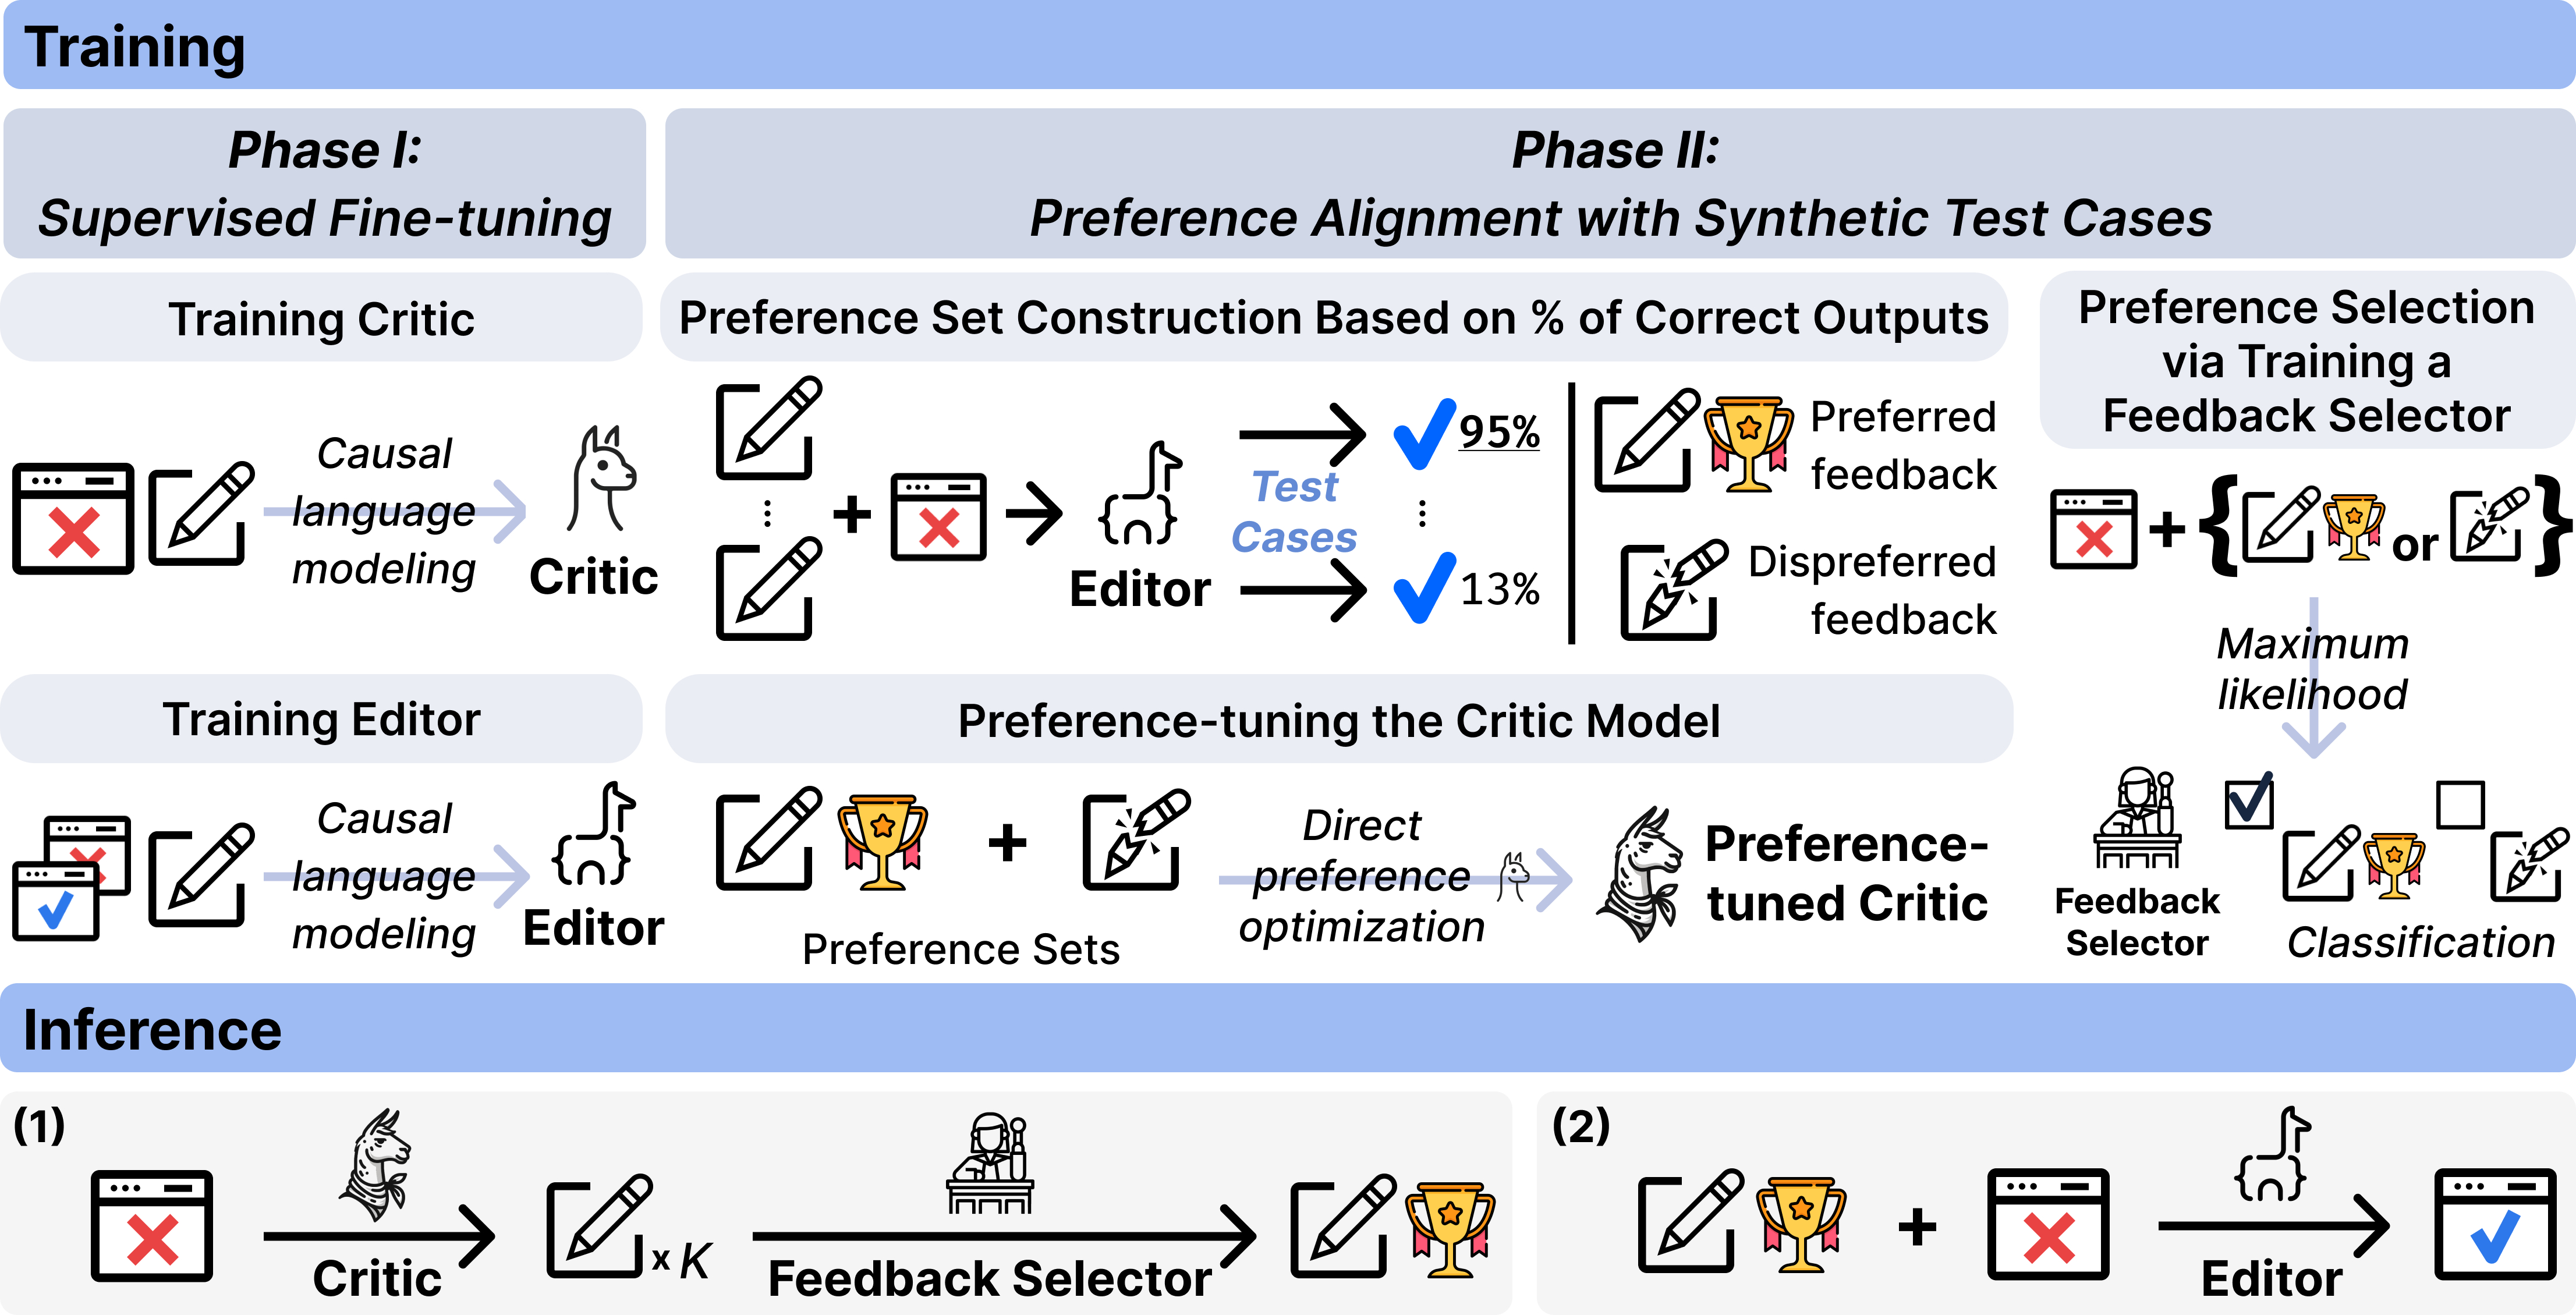 Training
Phase I:
Supervised Fine-tuning
Phase II:
Preference Alignment with Synthetic Test Cases
Training Critic
Causal
language
modeling
Critic
Training Editor
Causal
language
modeling
Editor
Preference Set Construction Based on % of Correct Outputs
+
Editor
Test
Cases
95%
13%
Preferred
feedback
Dispreferred
feedback
Preference-tuning the Critic Model
+
Preference Sets
Direct
preference
optimization
Preference-
tuned Critic
Preference Selection
via Training a
Feedback Selector
+ { or }
Maximum
likelihood
Feedback
Selector
Classification
Inference
(1)
Critic
x K
Feedback Selector
(2)
+
Editor